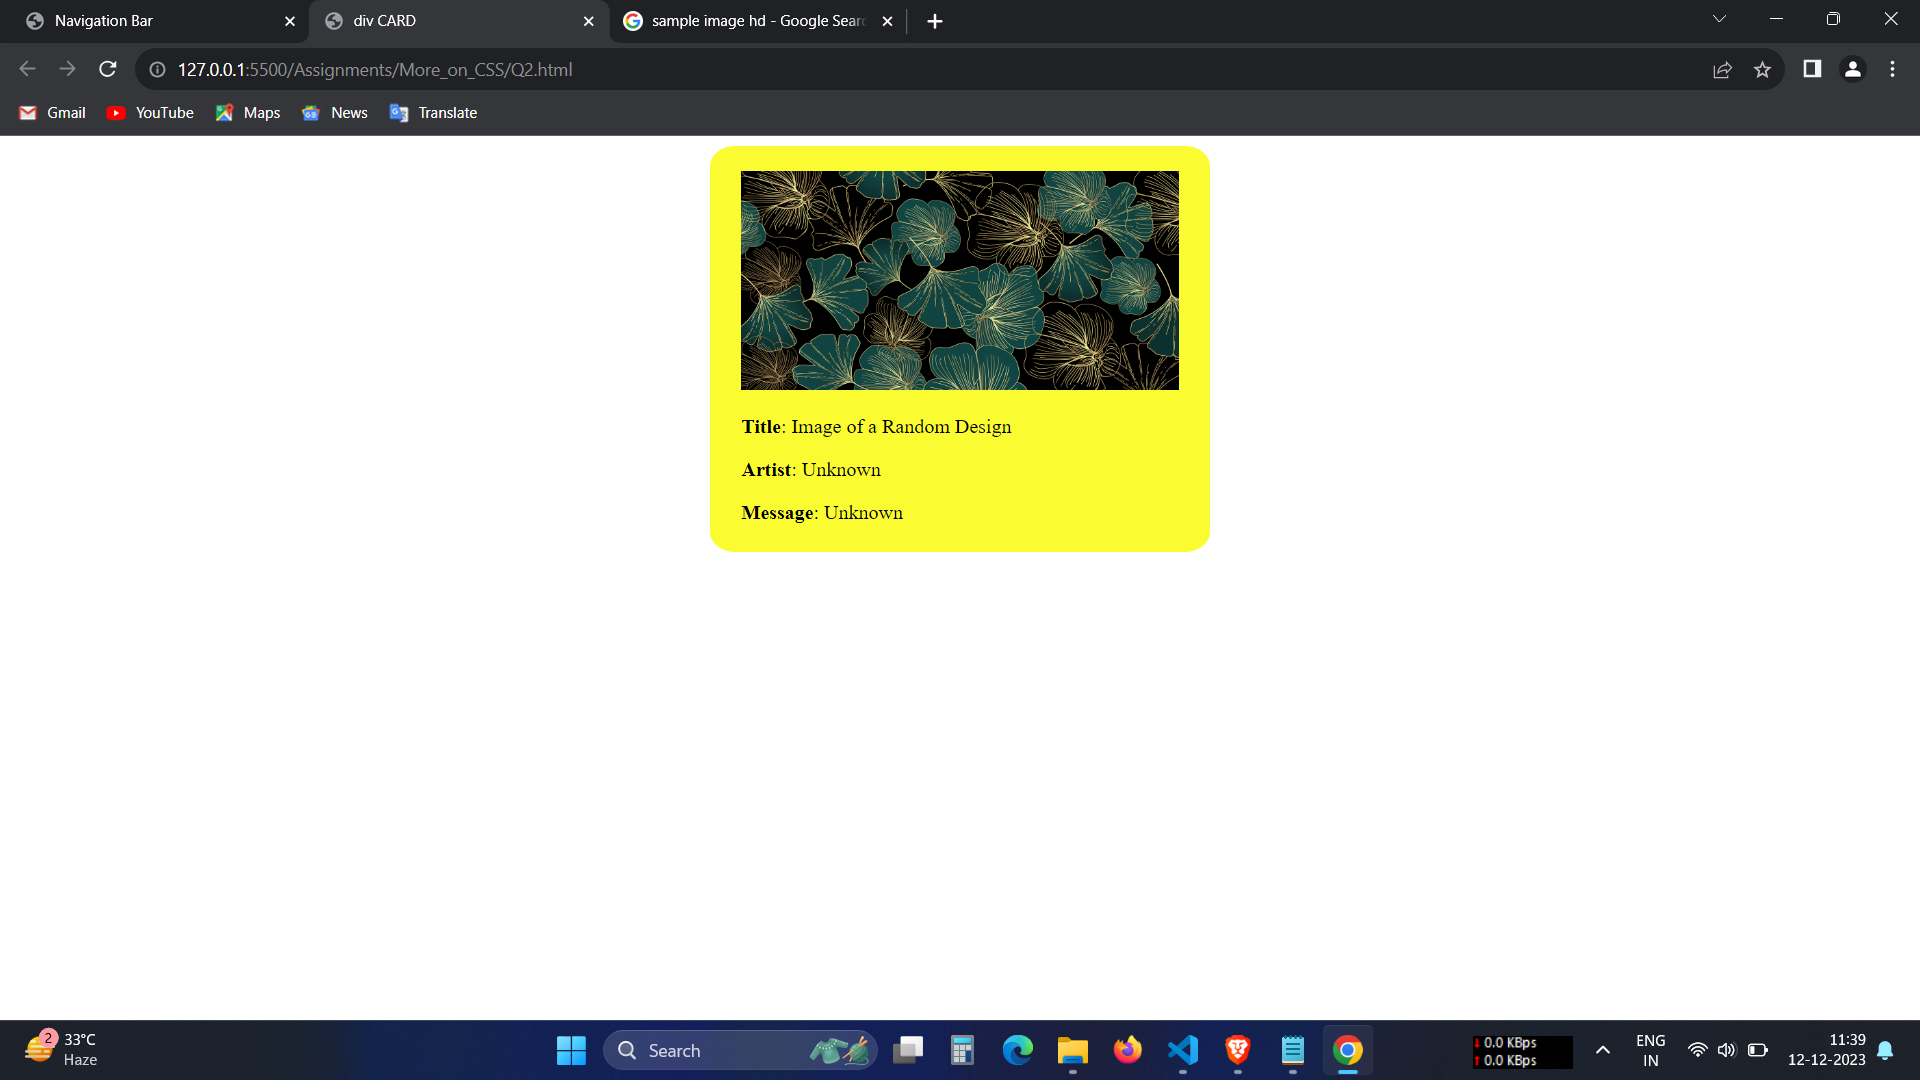 Navigation Bar
div CARD
sample image hd - Google Sear
127.0.0.1:5500/Assignments/More_on_CSS/Q2.html
Gmail
YouTube
Maps
News
Translate
Title: Image of a Random Design
Artist: Unknown
Message: Unknown
2
33°C
Haze
Search
0.0 KBps
0.0 KBps
ENG
IN
11:39
12-12-2023